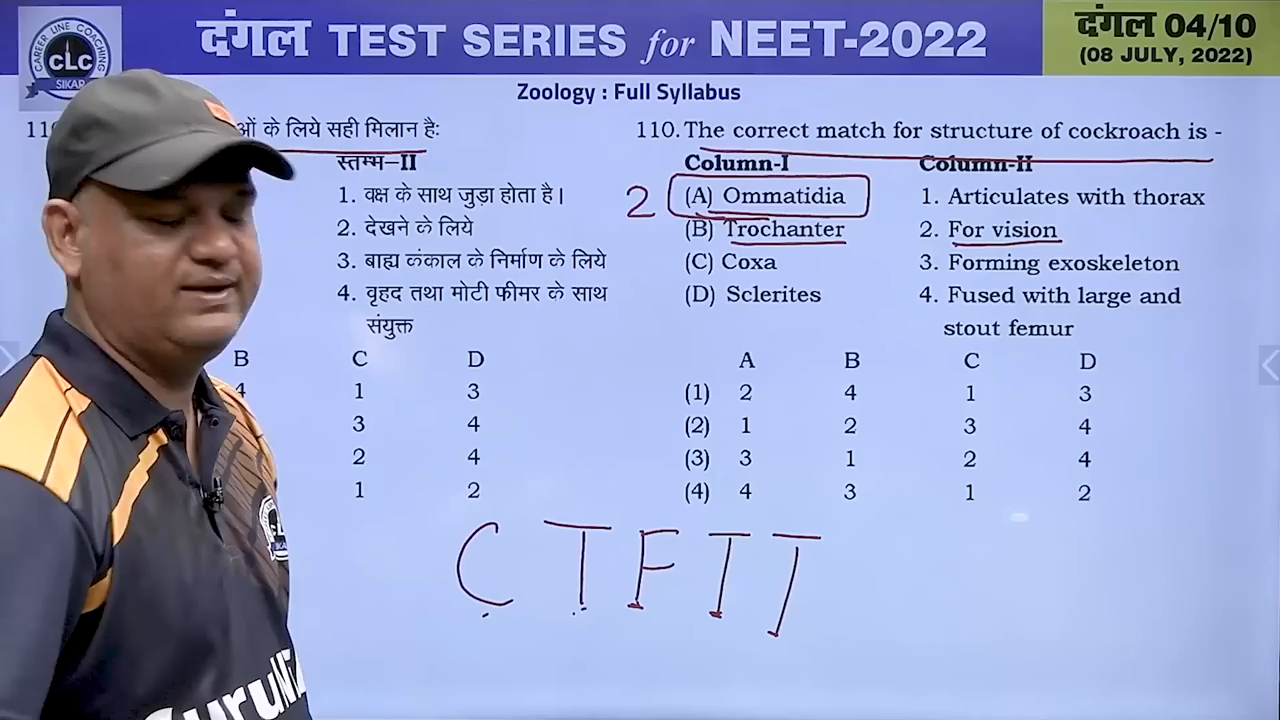 दंगल TEST SERIES for NEET-2022
दंगल 04/10
(08 JULY, 2022)
CAREER LINE COACHING
CLC
SIKAR
Zoology : Full Syllabus
ओं के लिये सही मिलान है:
स्तम्भ–II
1. वक्ष के साथ जुड़ा होता है।
2. देखने के लिये
3. बाह्य कंकाल के निर्माण के लिये
4. वृहद तथा मोटी फीमर के साथ
संयुक्त
B C D
4 1 3
3 4
2 4
1 2
110. The correct match for structure of cockroach is -
Column-I Column-II
2 (A) Ommatidia 1. Articulates with thorax
(B) Trochanter 2. For vision
(C) Coxa 3. Forming exoskeleton
(D) Sclerites 4. Fused with large and
stout femur
A B C D
(1) 2 4 1 3
(2) 1 2 3 4
(3) 3 1 2 4
(4) 4 3 1 2
C T F T T